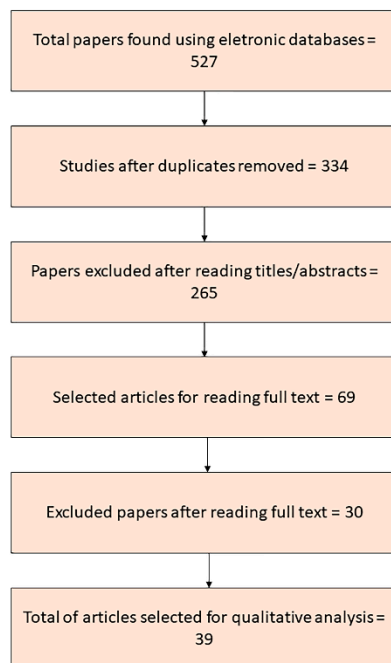 Total papers found using eletronic databases =
527
Studies after duplicates removed = 334
Papers excluded after reading titles/abstracts =
265
Selected articles for reading full text = 69
Excluded papers after reading full text = 30
Total of articles selected for qualitative analysis =
39